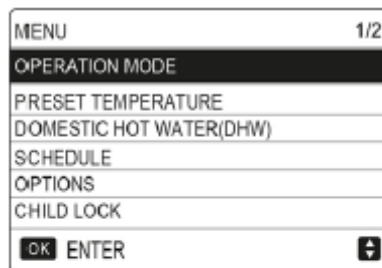 MENU 1/2
OPERATION MODE
PRESET TEMPERATURE
DOMESTIC HOT WATER(DHW)
SCHEDULE
OPTIONS
CHILD LOCK
OK ENTER